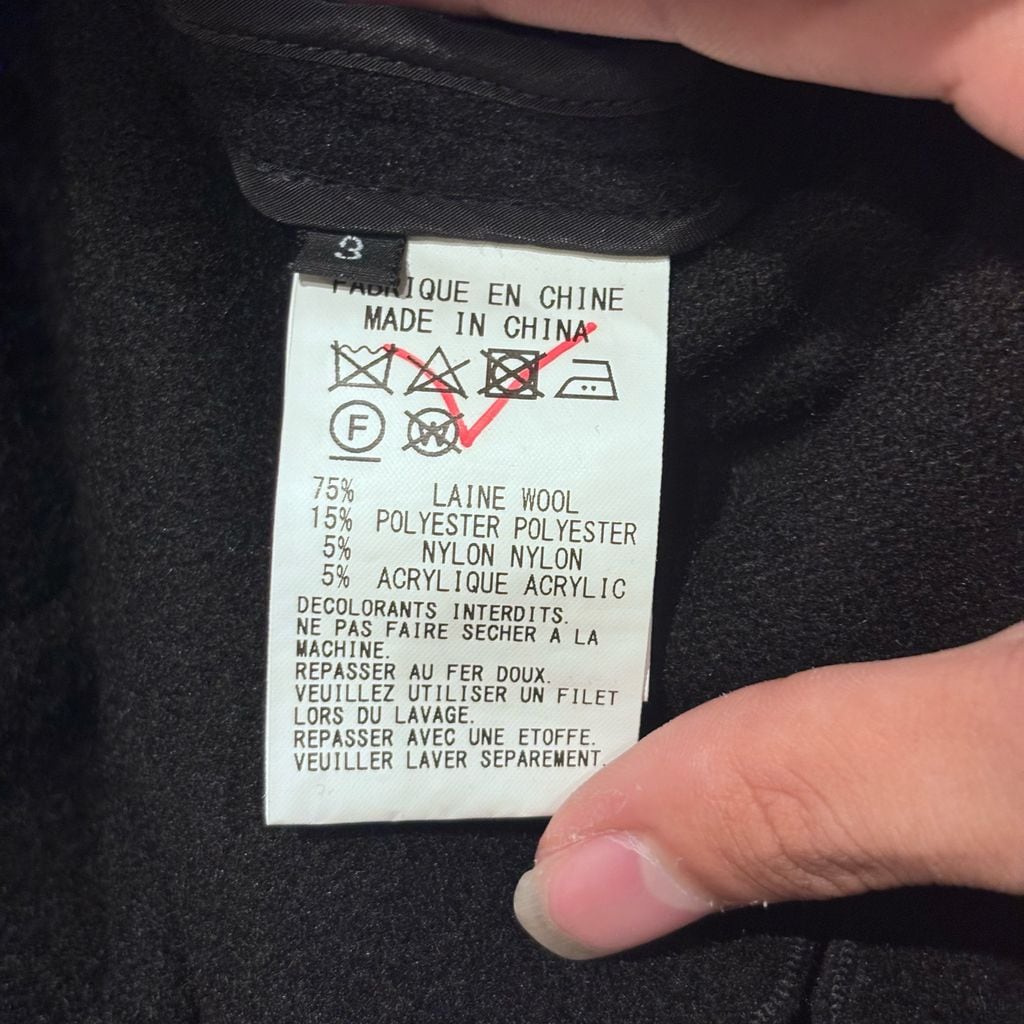 3
FABRIQUE EN CHINE
MADE IN CHINA
F W
75% LAINE WOOL
15% POLYESTER POLYESTER
5% NYLON NYLON
5% ACRYLIQUE ACRYLIC
DECOLORANTS INTERDITS.
NE PAS FAIRE SECHER A LA
MACHINE.
REPASSER AU FER DOUX.
VEUILLEZ UTILISER UN FILET
LORS DU LAVAGE.
REPASSER AVEC UNE ETOFFE.
VEUILLER LAVER SEPAREMENT.